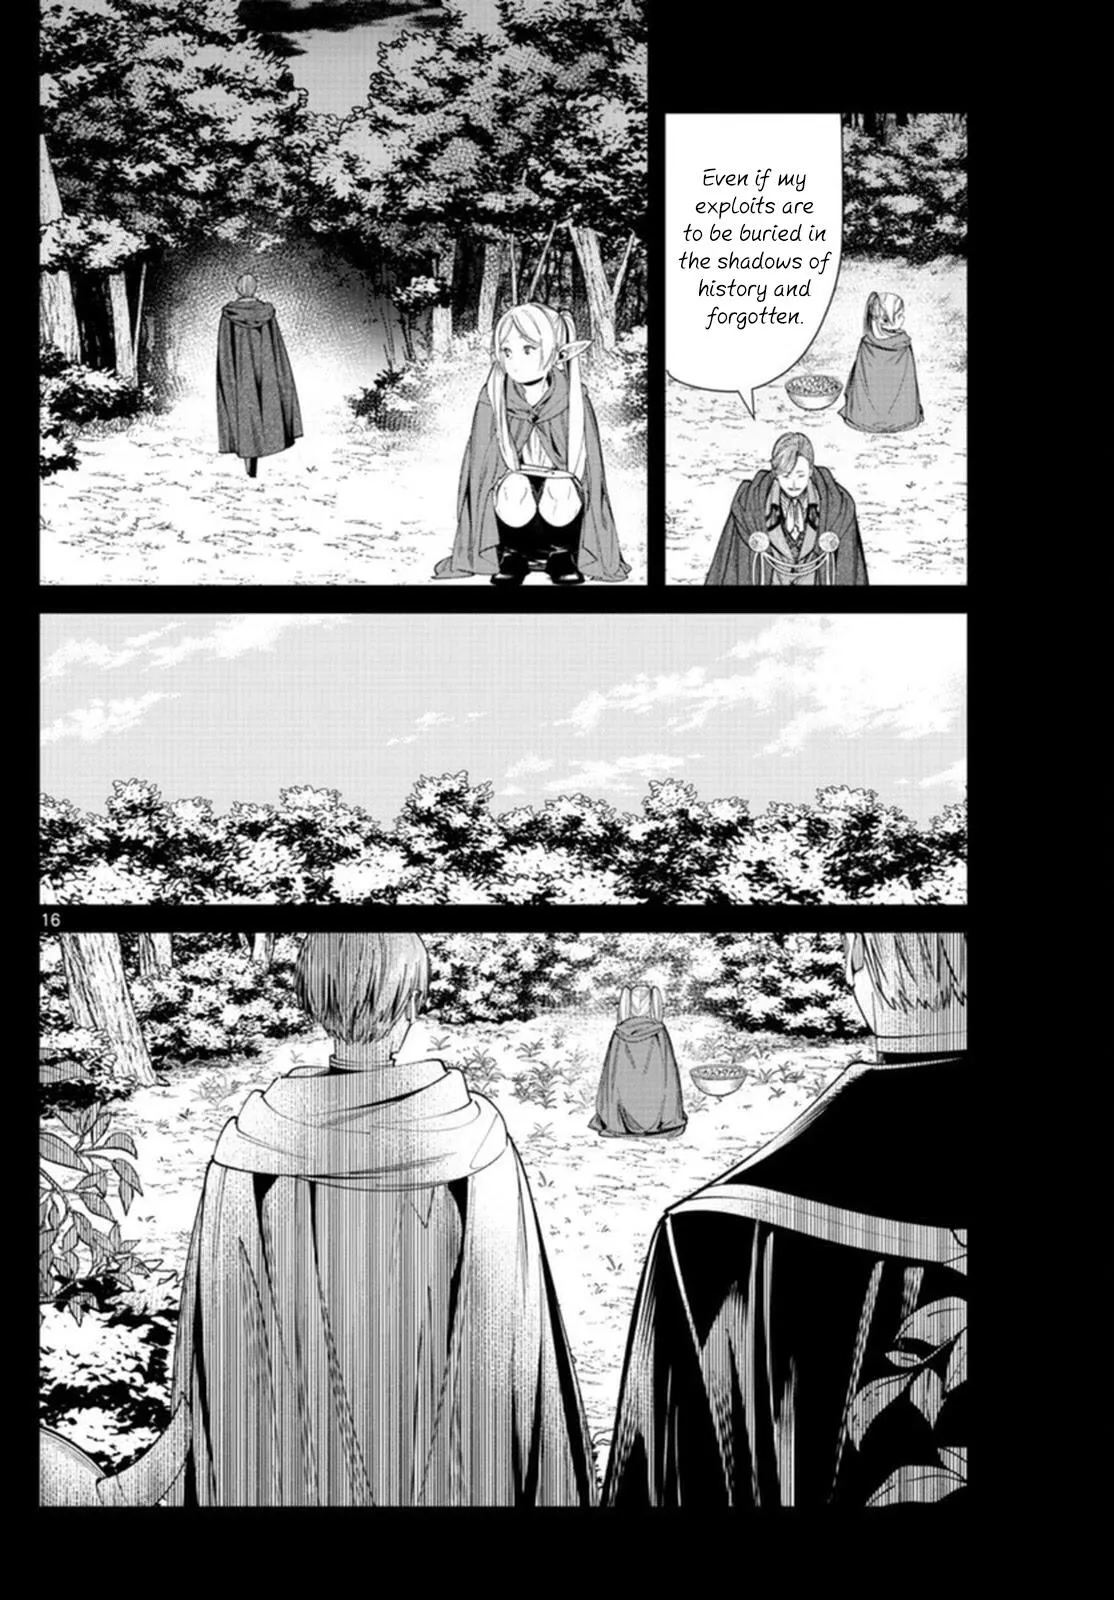 Even if my
exploits are
to be buried in
the shadows of
history and
forgotten.
16